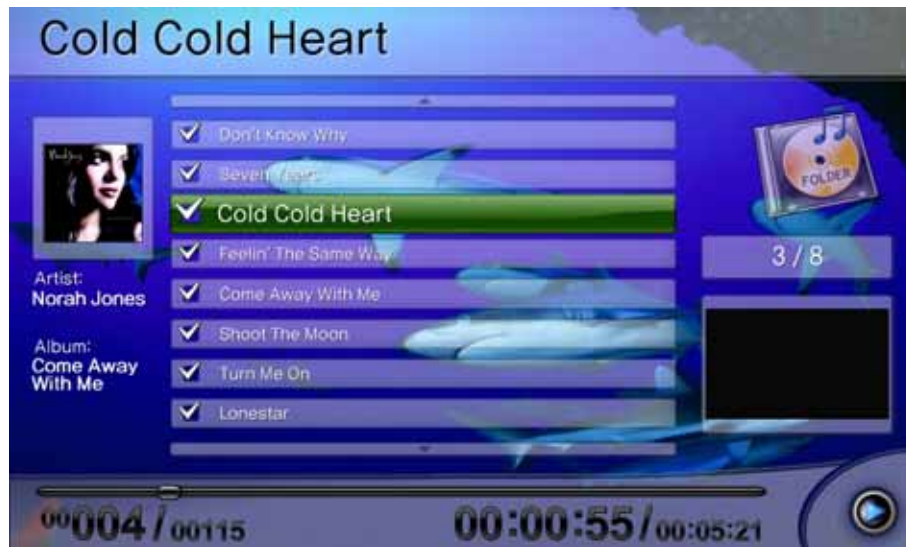 Cold Cold Heart
Don't Know Why
Seven Years
Cold Cold Heart
Feelin' The Same Way
Come Away With Me
Shoot The Moon
Turn Me On
Lonestar
Artist:
Norah Jones
Album:
Come Away
With Me
FOLDER
3 / 8
00004 / 00115
00:00:55 / 00:05:21